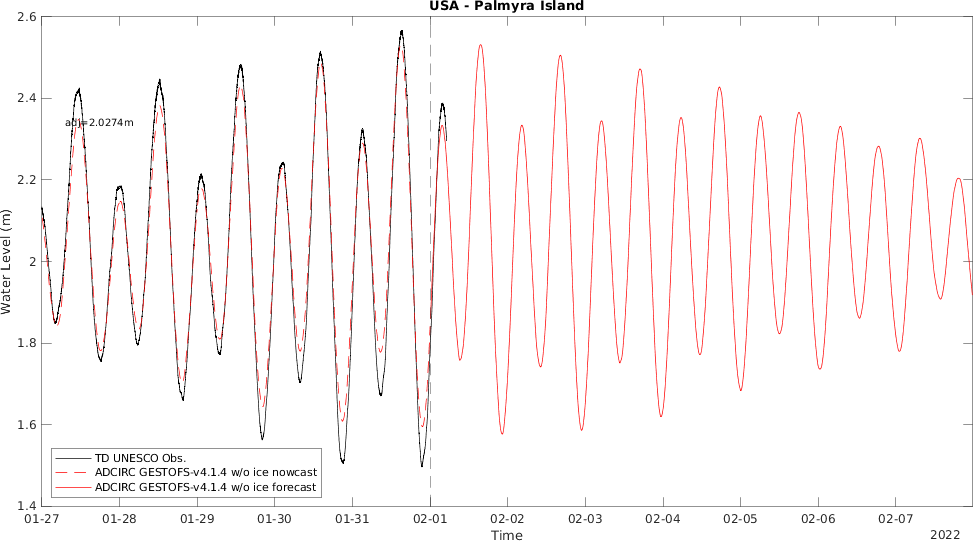 USA - Palmyra Island
2.6
2.4
2.2
2
1.8
1.6
1.4
Water Level (m)
adj=2.0274m
TD UNESCO Obs.
ADCIRC GESTOFS-v4.1.4 w/o ice nowcast
ADCIRC GESTOFS-v4.1.4 w/o ice forecast
01-27 01-28 01-29 01-30 01-31 02-01 02-02 02-03 02-04 02-05 02-06 02-07
Time
2022